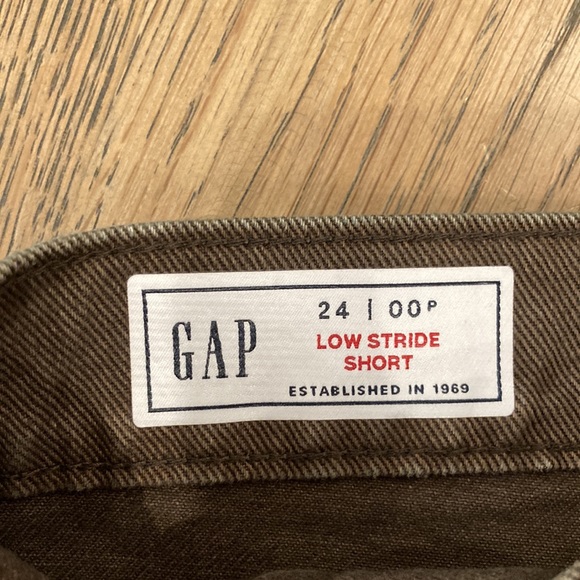 GAP
24 | 00P
LOW STRIDE
SHORT
ESTABLISHED IN 1969